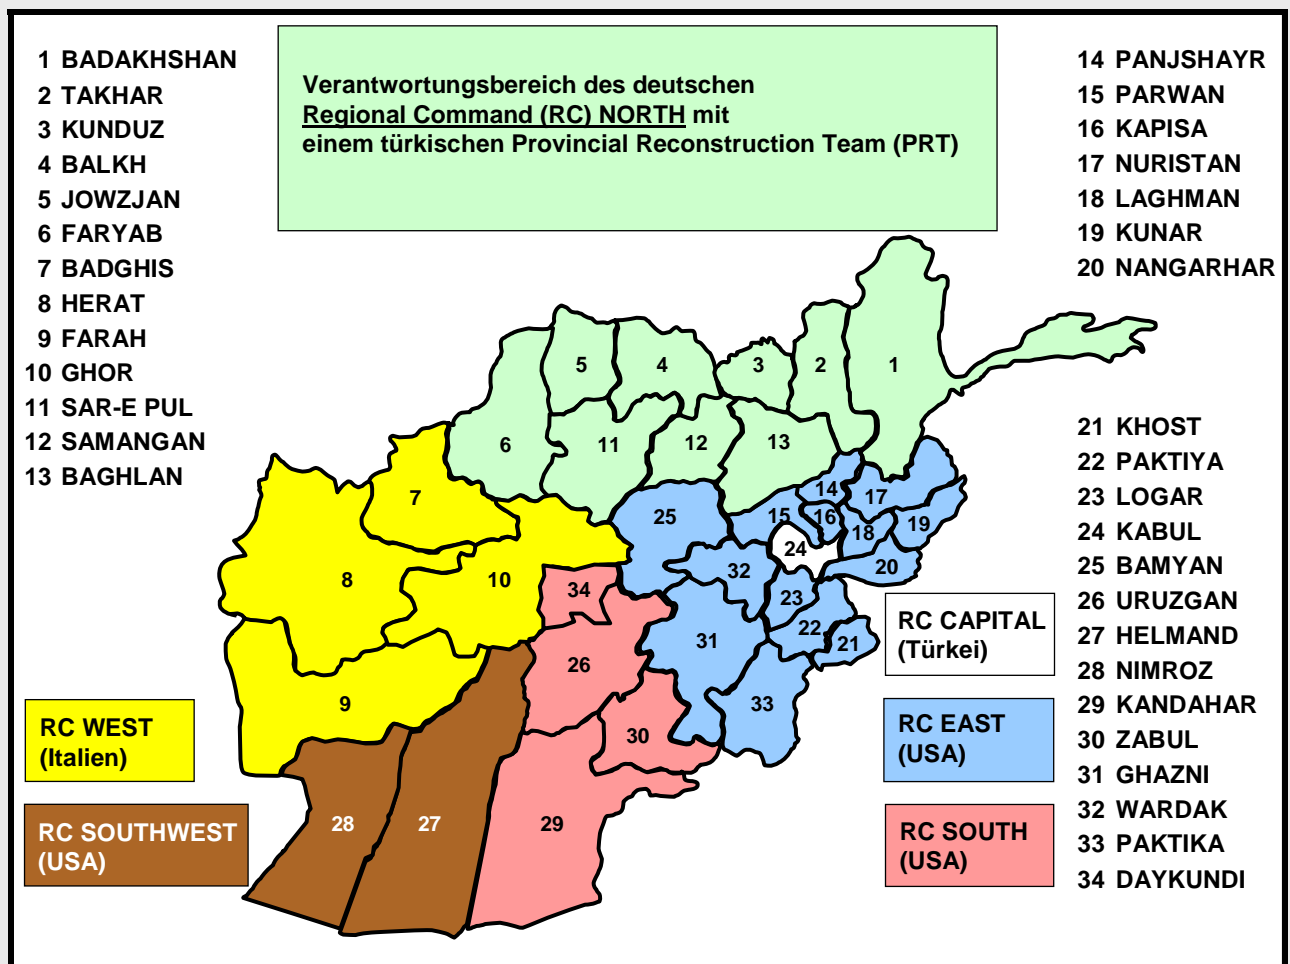 1 BADAKHSHAN
2 TAKHAR
3 KUNDUZ
4 BALKH
5 JOWZJAN
6 FARYAB
7 BADGHIS
8 HERAT
9 FARAH
10 GHOR
11 SAR-E PUL
12 SAMANGAN
13 BAGHLAN
Verantwortungsbereich des deutschen
Regional Command (RC) NORTH mit
einem türkischen Provincial Reconstruction Team (PRT)
14 PANJSHAYR
15 PARWAN
16 KAPISA
17 NURISTAN
18 LAGHMAN
19 KUNAR
20 NANGARHAR
21 KHOST
22 PAKTIYA
23 LOGAR
24 KABUL
25 BAMYAN
26 URUZGAN
27 HELMAND
28 NIMROZ
29 KANDAHAR
30 ZABUL
31 GHAZNI
32 WARDAK
33 PAKTIKA
34 DAYKUNDI
5
4
3
2
1
6
11
12
13
7
25
14
17
15
16
18
19
24
20
8
10
34
32
23
22
21
31
26
9
33
30
28
27
29
RC CAPITAL
(Türkei)
RC WEST
(Italien)
RC EAST
(USA)
RC SOUTHWEST
(USA)
RC SOUTH
(USA)